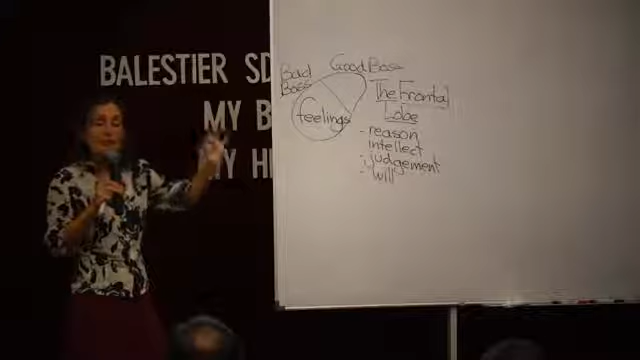 BALESTIER SD
MY B
MY H
Bad
Boss
Good Boss
feelings
The Frontal
Lobe
- reason
intellect
- judgement
- will